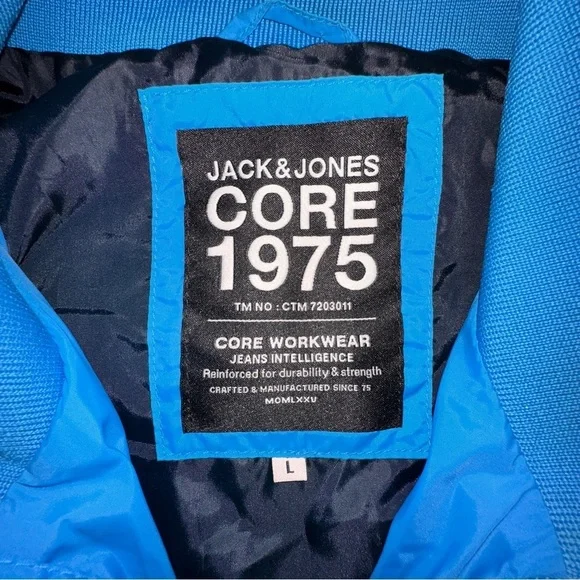 JACK&JONES
CORE
1975
TM NO : CTM 7203011
CORE WORKWEAR
JEANS INTELLIGENCE
Reinforced for durability & strength
CRAFTED & MANUFACTURED SINCE 75
MOMLXXV
L